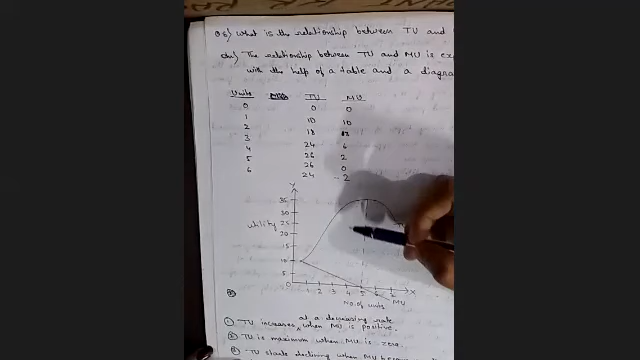 Q.6) What is the relationship between TU and
Ans) The relationship between TU and MU is
with the help of a table and a diagra
Units TU MU
0 0 0
1 10 10
2 18
3 24 6
4 26 2
5 26 0
6 24 -2
Y
35
30
25
20
15
10
5
0
1 2 3 4 5 6
X
utility
No. of units
MU
① TU increases at a decreasing rate when MU is positive.
② TU is maximum when MU is zero.
③ TU starts declining when MU becom